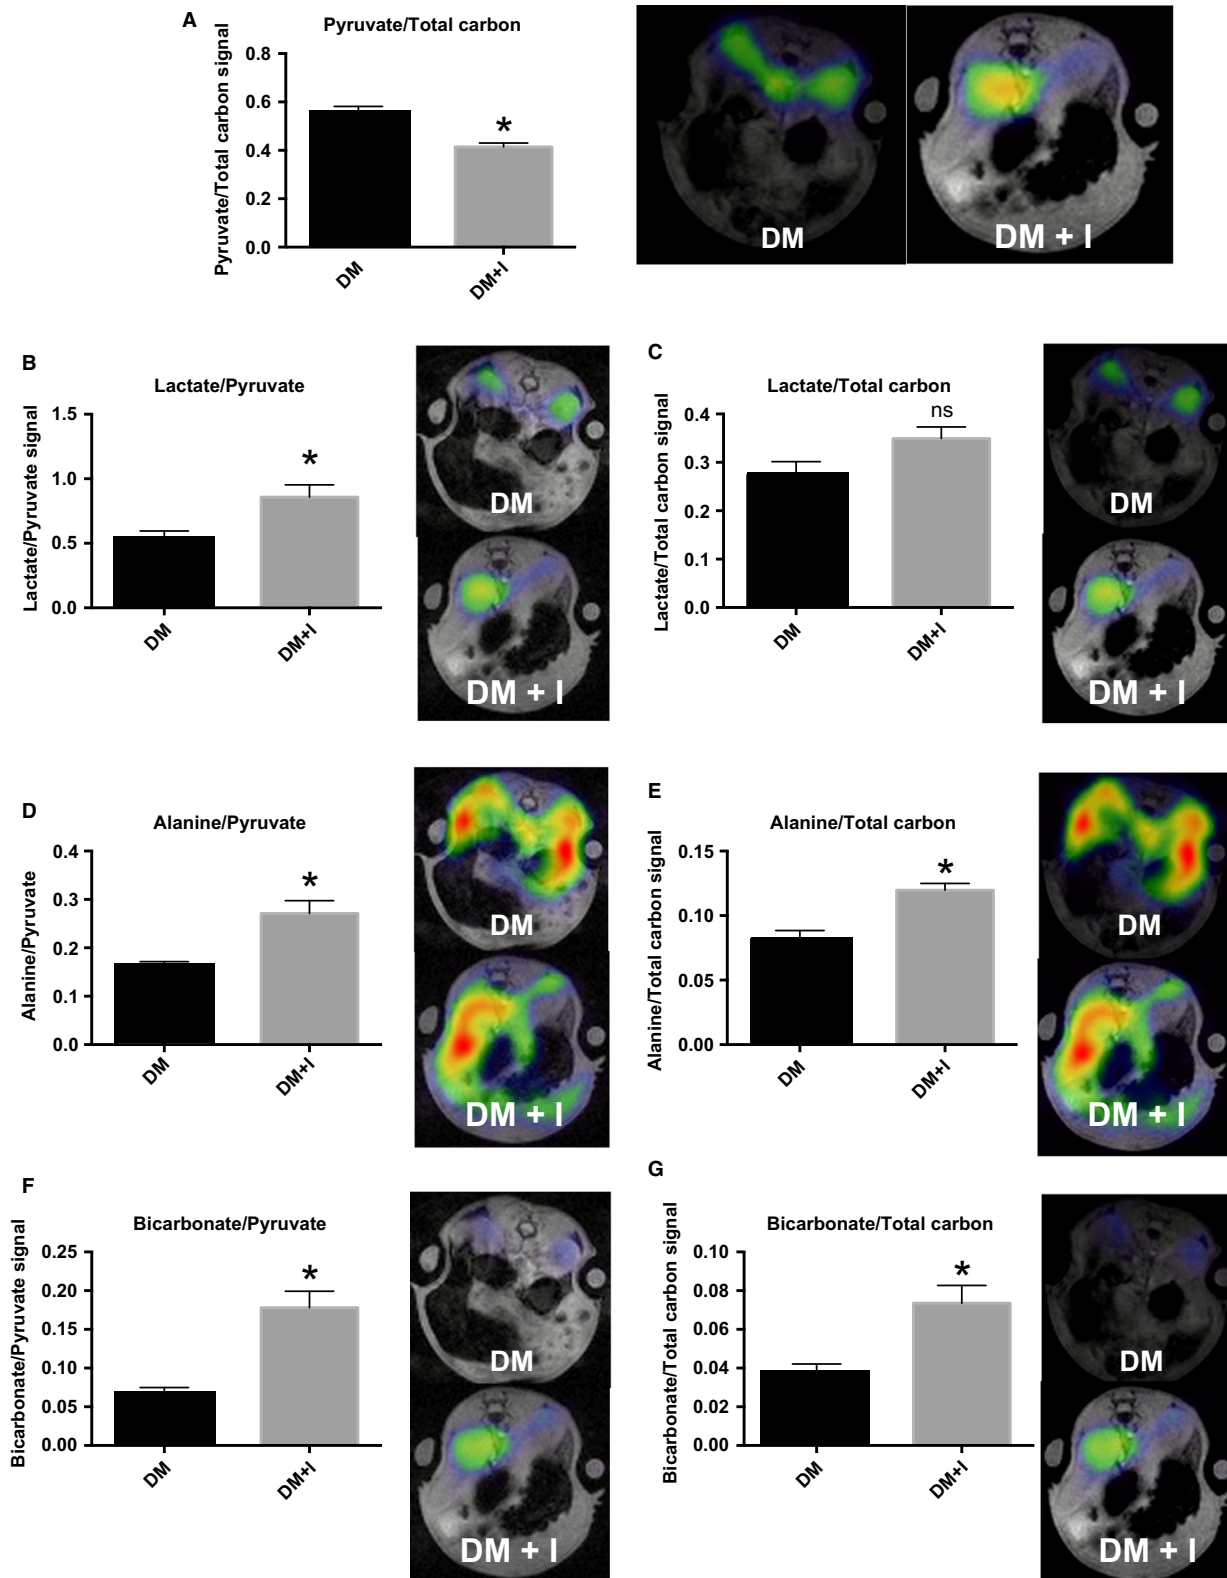 A
Pyruvate/Total carbon
Pyruvate/Total carbon signal
0.8
0.6
0.4
0.2
0.0
*
DM
DM+I
DM
DM + I
B
Lactate/Pyruvate
Lactate/Pyruvate signal
1.5
1.0
0.5
0.0
*
DM
DM+I
DM
DM + I
C
Lactate/Total carbon
Lactate/Total carbon signal
0.4
0.3
0.2
0.1
0.0
ns
DM
DM+I
DM
DM + I
D
Alanine/Pyruvate
Alanine/Pyruvate
0.4
0.3
0.2
0.1
0.0
*
DM
DM+I
DM
DM + I
E
Alanine/Total carbon
Alanine/Total carbon signal
0.15
0.10
0.05
0.00
*
DM
DM+I
DM
DM + I
F
Bicarbonate/Pyruvate
Bicarbonate/Pyruvate signal
0.25
0.20
0.15
0.10
0.05
0.00
*
DM
DM+I
DM
DM + I
G
Bicarbonate/Total carbon
Bicarbonate/Total carbon signal
0.10
0.08
0.06
0.04
0.02
0.00
*
DM
DM+I
DM
DM + I